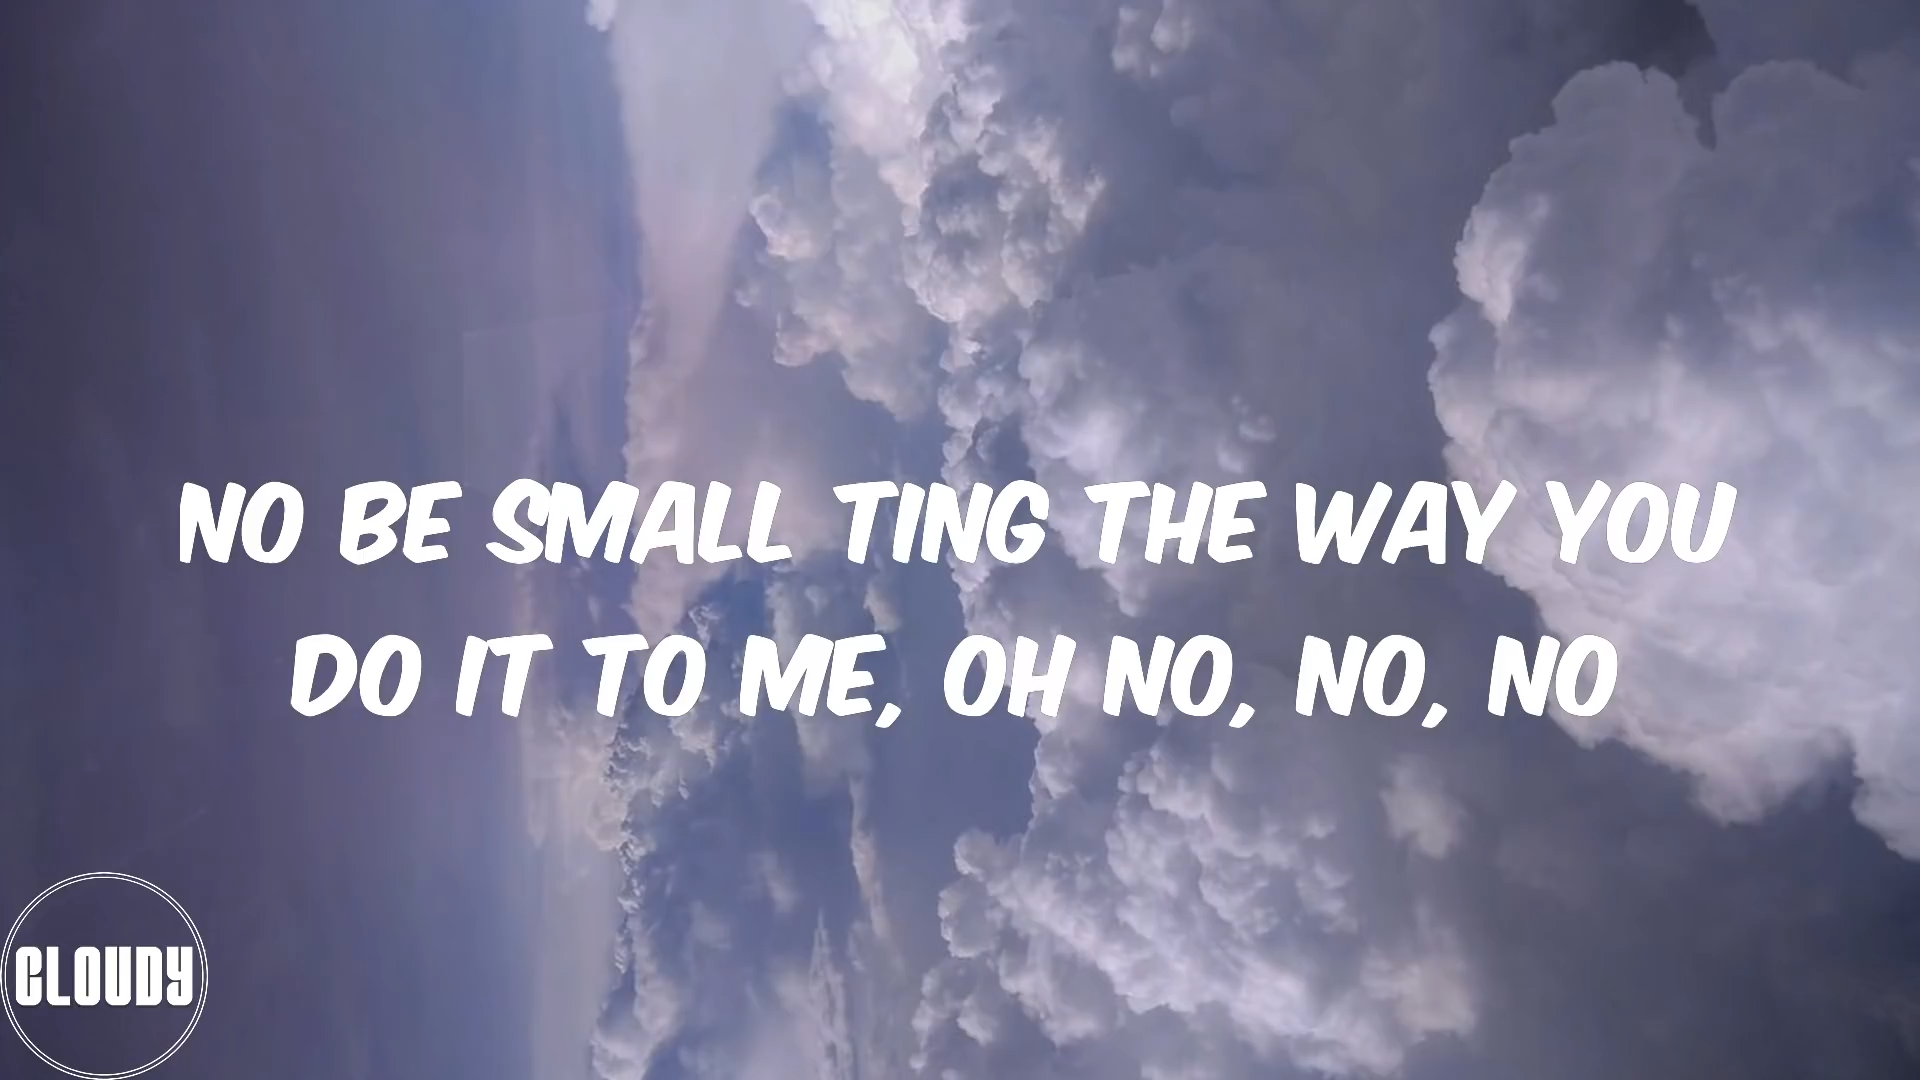 NO BE SMALL TING THE WAY YOU
DO IT TO ME, OH NO, NO, NO
CLOUDY